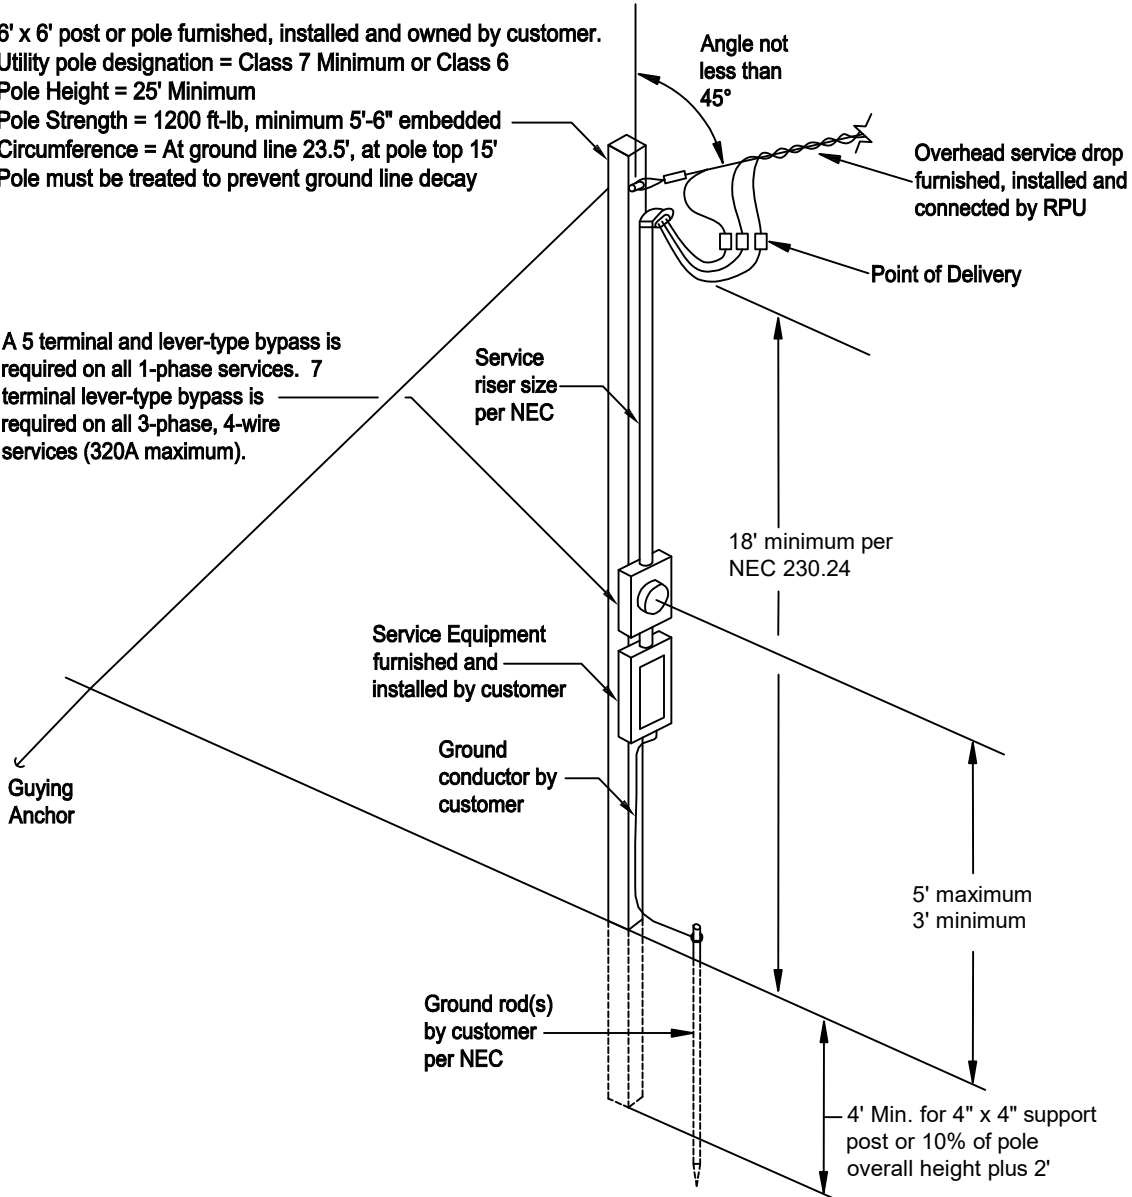 6' x 6' post or pole furnished, installed and owned by customer.
Utility pole designation = Class 7 Minimum or Class 6
Pole Height = 25' Minimum
Pole Strength = 1200 ft-lb, minimum 5'-6" embedded
Circumference = At ground line 23.5', at pole top 15'
Pole must be treated to prevent ground line decay
Angle not
less than
45°
Overhead service drop
furnished, installed and
connected by RPU
Point of Delivery
A 5 terminal and lever-type bypass is
required on all 1-phase services. 7
terminal lever-type bypass is
required on all 3-phase, 4-wire
services (320A maximum).
Service
riser size
per NEC
18' minimum per
NEC 230.24
Service Equipment
furnished and
installed by customer
Ground
conductor by
customer
Guying
Anchor
5' maximum
3' minimum
Ground rod(s)
by customer
per NEC
4' Min. for 4" x 4" support
post or 10% of pole
overall height plus 2'